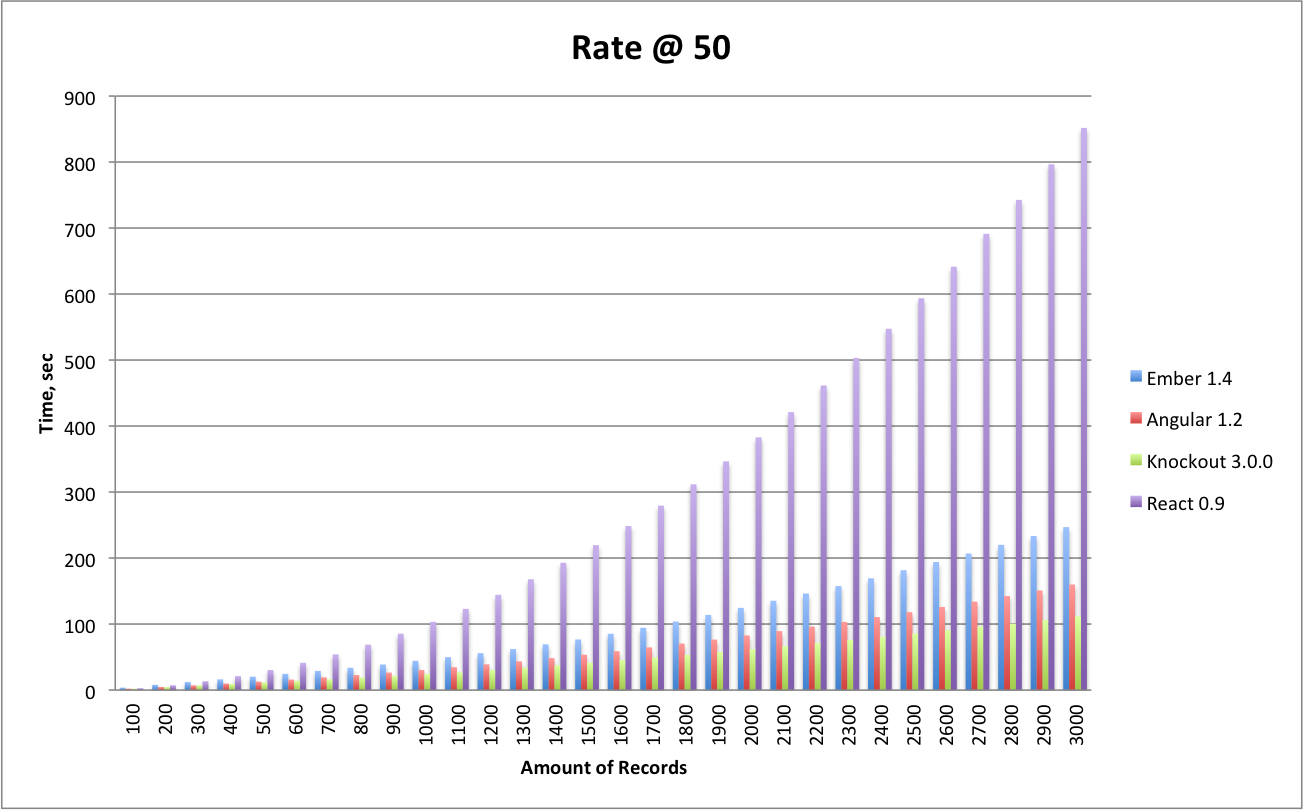 Rate @ 50
900
800
700
600
500
400
300
200
100
0
Time, sec
100 200 300 400 500 600 700 800 900 1000 1100 1200 1300 1400 1500 1600 1700 1800 1900 2000 2100 2200 2300 2400 2500 2600 2700 2800 2900 3000
Amount of Records
Ember 1.4
Angular 1.2
Knockout 3.0.0
React 0.9